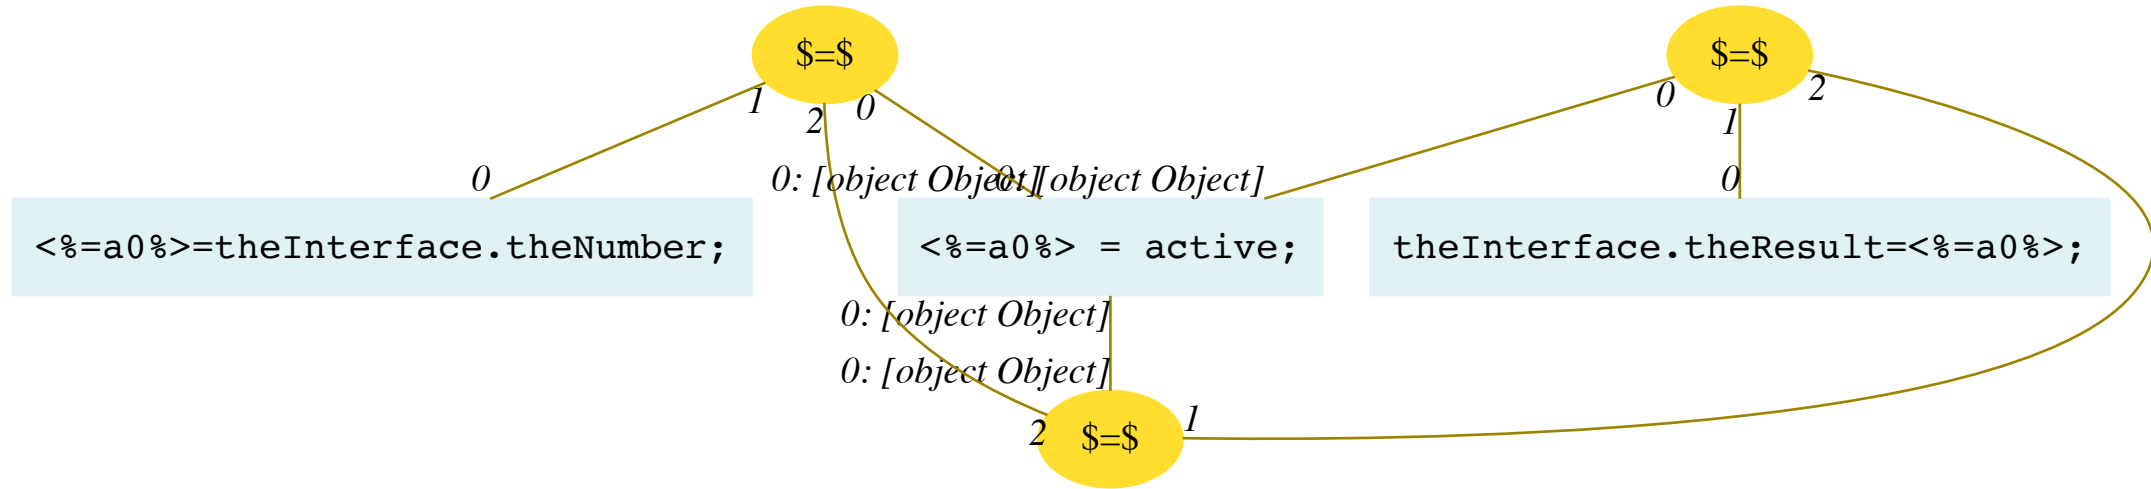 $=$
$=$
1
2
0
0
1
2
0
0: [object Object]
0: [object Object]
0
<%=a0%>=theInterface.theNumber;
<%=a0%> = active;
theInterface.theResult=<%=a0%>;
0: [object Object]
0: [object Object]
2
$=$
1